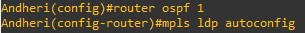 Andheri(config)#router ospf 1
Andheri(config-router)#mpls ldp autoconfig